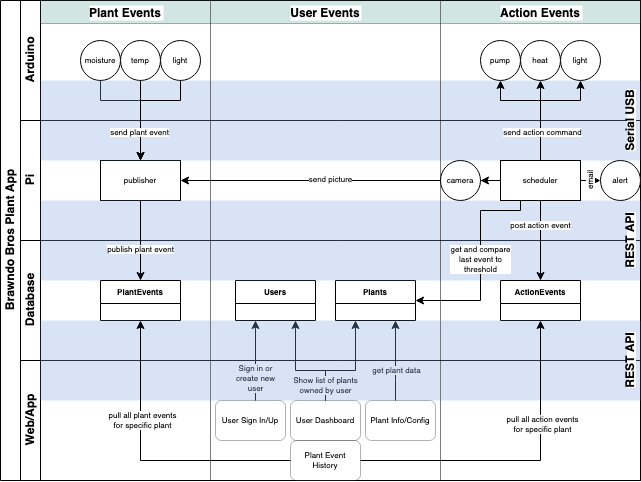 Plant Events
User Events
Action Events
Brawndo Bros Plant App
Arduino
moisture
temp
light
pump
heat
light
Serial USB
send plant event
send action command
Pi
publisher
send picture
camera
scheduler
email
alert
REST API
publish plant event
post action event
get and compare
last event to
threshold
Database
PlantEvents
Users
Plants
ActionEvents
REST API
Sign in or
create new
user
Show list of plants
owned by user
get plant data
Web/App
pull all plant events
for specific plant
User Sign In/Up
User Dashboard
Plant Info/Config
pull all action events
for specific plant
Plant Event
History